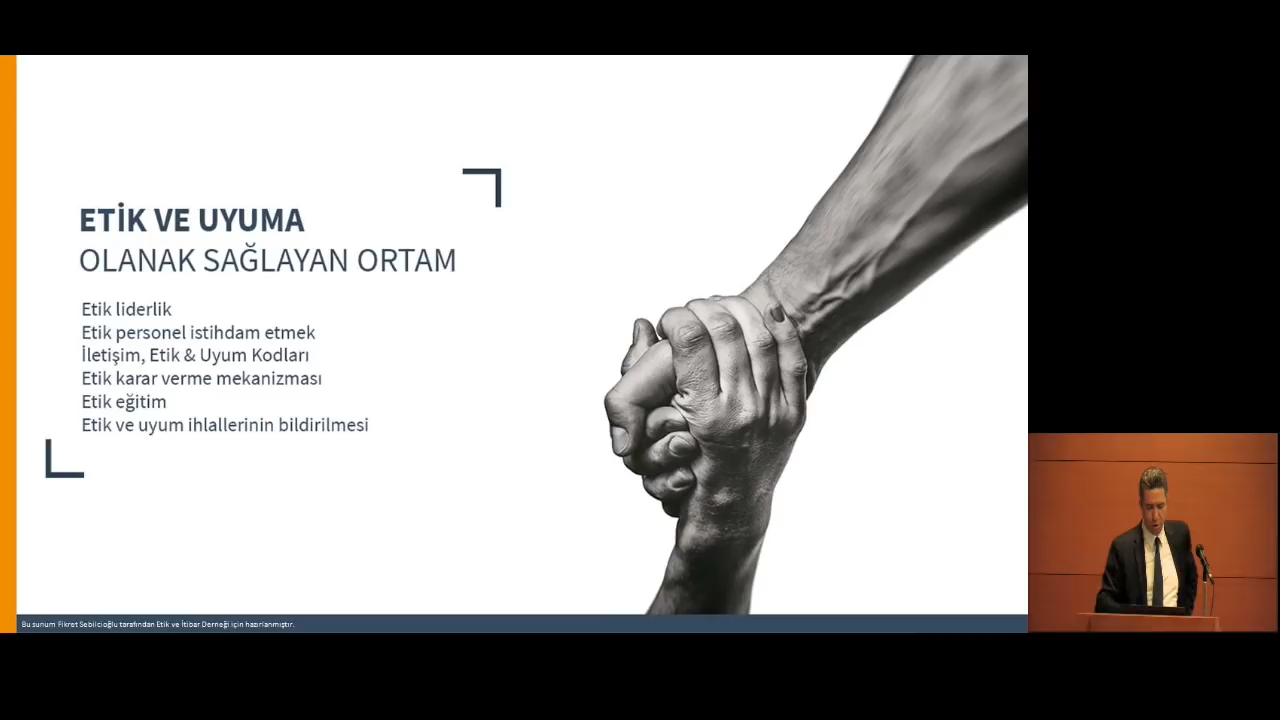 ETİK VE UYUMA
OLANAK SAĞLAYAN ORTAM
Etik liderlik
Etik personel istihdam etmek
İletişim, Etik & Uyum Kodları
Etik karar verme mekanizması
Etik eğitim
Etik ve uyum ihlallerinin bildirilmesi
Bu sunum Fikret Sebilcioğlu tarafından Etik ve İtibar Derneği için hazırlanmıştır.